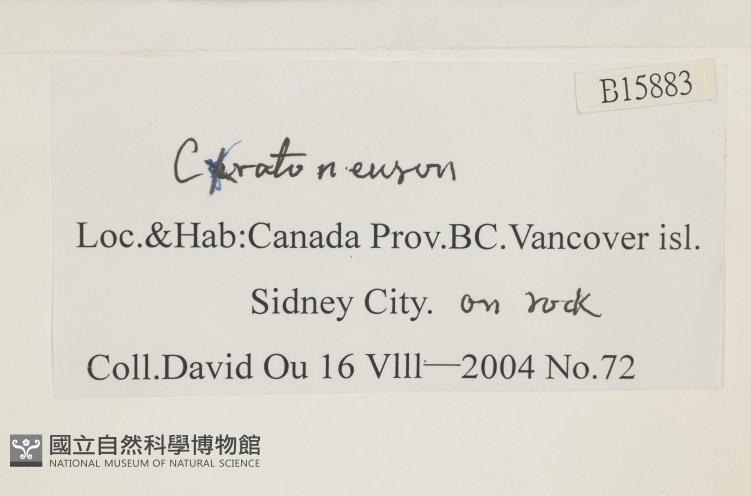 B15883
Cratoneuron
Loc.&Hab:Canada Prov.BC.Vancover isl.
Sidney City. on rock
Coll.David Ou 16 Vlll—2004 No.72
國立自然科學博物館
NATIONAL MUSEUM OF NATURAL SCIENCE